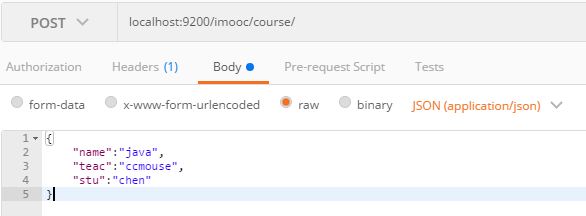 POST localhost:9200/imooc/course/
Authorization Headers (1) Body Pre-request Script Tests
form-data x-www-form-urlencoded raw binary JSON (application/json)
1 {
2 "name":"java",
3 "teac":"ccmouse",
4 "stu":"chen"
5 }